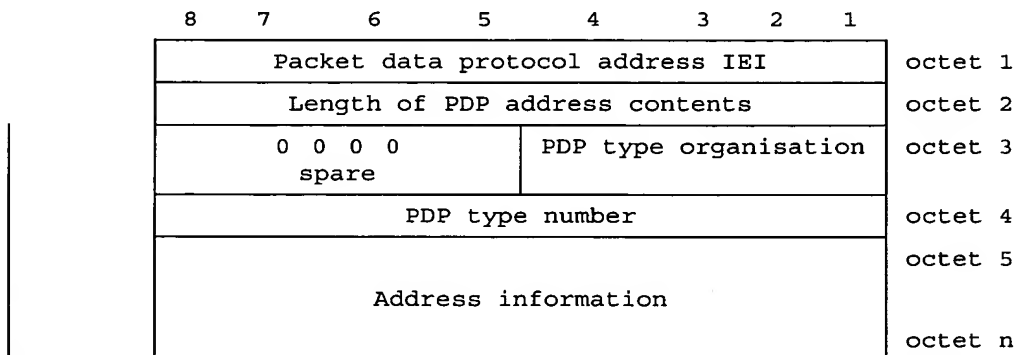 8 7 6 5 4 3 2 1
Packet data protocol address IEI octet 1
Length of PDP address contents octet 2
0 0 0 0 PDP type organisation octet 3
spare
PDP type number octet 4
octet 5
Address information
octet n